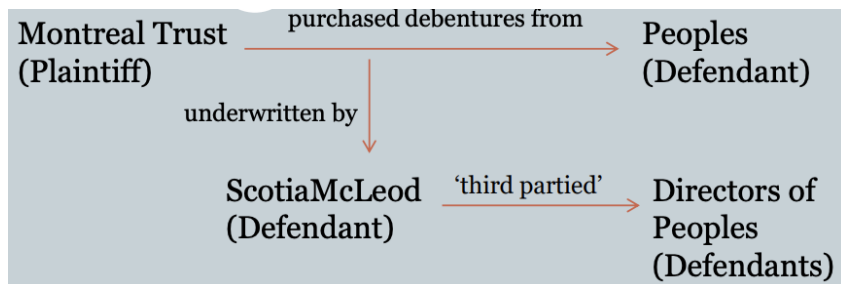 Montreal Trust
(Plaintiff)
purchased debentures from
Peoples
(Defendant)
underwritten by
ScotiaMcLeod
(Defendant)
‘third partied’
Directors of
Peoples
(Defendants)